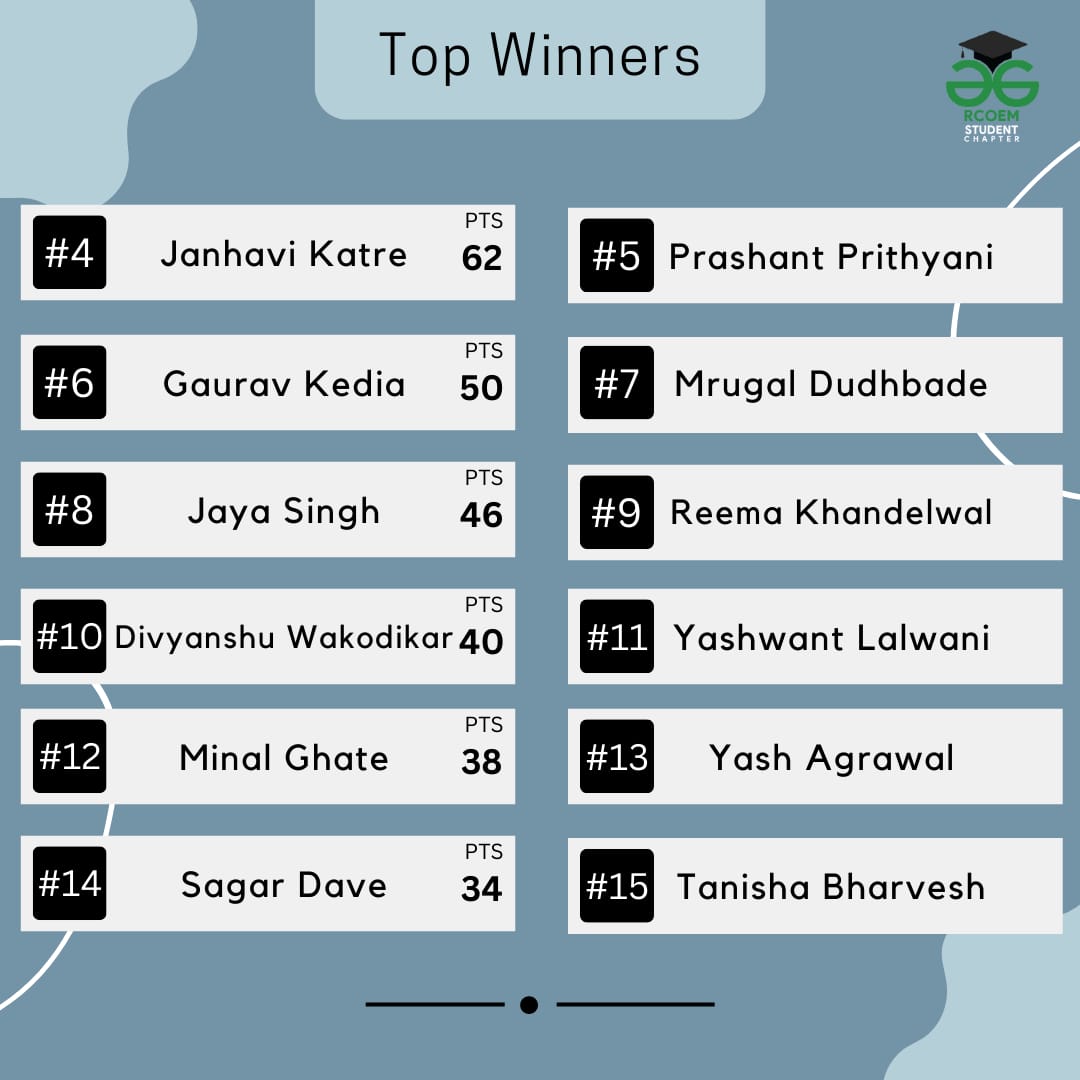 Top Winners
RCOEM
STUDENT
CHAPTER
#4 Janhavi Katre PTS 62
#5 Prashant Prithyani
#6 Gaurav Kedia PTS 50
#7 Mrugal Dudhbade
#8 Jaya Singh PTS 46
#9 Reema Khandelwal
#10 Divyanshu Wakodikar PTS 40
#11 Yashwant Lalwani
#12 Minal Ghate PTS 38
#13 Yash Agrawal
#14 Sagar Dave PTS 34
#15 Tanisha Bharvesh